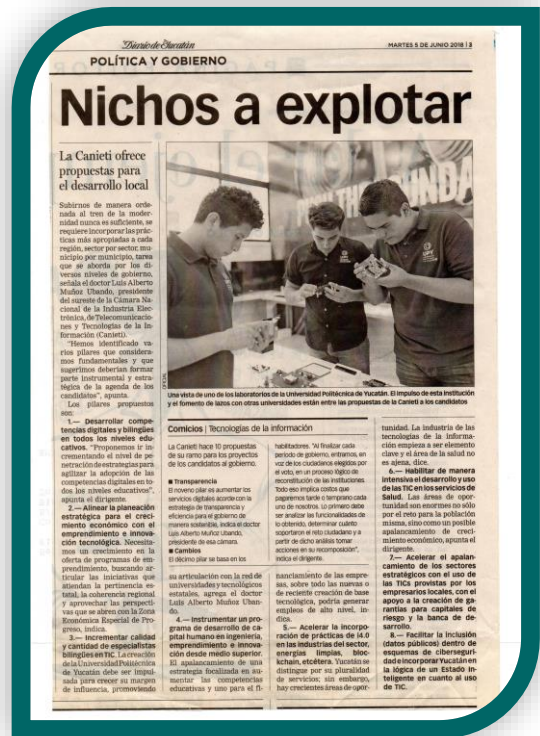 Diario de Yucatán
MARTES 5 DE JUNIO 2018 | 3
POLÍTICA Y GOBIERNO
Nichos a explotar
La Canieti ofrece
propuestas para
el desarrollo local
Subirnos de manera orde-
nada al tren de la moder-
nidad nunca es suficiente, se
requiere incorporar las prác-
ticas más apropiadas a cada
región, sector por sector, mu-
nicipio por municipio, tarea
que se aborda por los di-
versos niveles de gobierno,
señala el doctor Luis Alberto
Muñoz Ubando, presidente
del sureste de la Cámara Na-
cional de la Industria Elec-
trónica, de Telecomunicacio-
nes y Tecnologías de la In-
formación (Canieti).
"Hemos identificado va-
rios pilares que considera-
mos fundamentales y que
sugerimos deberían formar
parte instrumental y estra-
tégica de la agenda de los
candidatos", apunta.
Los pilares propuestos
son:
1.— Desarrollar compe-
tencias digitales y bilingües
en todos los niveles edu-
cativos. "Proponemos ir in-
crementando el nivel de pe-
netración de estrategias para
agilizar la adopción de las
competencias digitales en to-
dos los niveles educativos",
apunta el dirigente.
2.— Alinear la planeación
estratégica para el creci-
miento económico con el
emprendimiento e innova-
ción tecnológica. Necesita-
mos un crecimiento en la
oferta de programas de em-
prendimiento, buscando ar-
ticular las iniciativas que
atiendan la pertinencia es-
tatal, la coherencia regional
y aprovechar las perspecti-
vas que se abren con la Zona
Económica Especial de Pro-
greso, indica.
3.— Incrementar calidad
y cantidad de especialistas
bilingües en TIC. La creación
de la Universidad Politécnica
de Yucatán debe ser impul-
sada para crecer su margen
de influencia, promoviendo
UPY
Una vista de uno de los laboratorios de la Universidad Politécnica de Yucatán. El impulso de esta institución
y el fomento de lazos con otras universidades están entre las propuestas de la Canieti a los candidatos
Comicios | Tecnologías de la información
La Canieti hace 10 propuestas
de su ramo para los proyectos
de los candidatos al gobierno.
■ Transparencia
El noveno pilar es aumentar los
servicios digitales acorde con la
estrategia de transparencia y
eficiencia para el gobierno de
manera sostenible, indica el doctor
Luis Alberto Muñoz Ubando,
presidente de esa cámara.
■ Cambios
El décimo pilar se basa en los
habilitadores. "Al finalizar cada
período de gobierno, entramos, en
voz de los ciudadanos elegidos por
el voto, en un proceso lógico de
reconstitución de las instituciones.
Todo eso implica costos que
pagaremos tarde o temprano cada
uno de nosotros. Lo primero debe
ser analizar las funcionalidades de
lo obtenido, determinar cuánto
soportaron el reto ciudadano y a
partir de dicho análisis tomar
acciones en su recomposición",
indica el dirigente.
su articulación con la red de
universidades y tecnológicos
estatales, agrega el doctor
Luis Alberto Muñoz Uban-
do.
4.— Instrumentar un pro-
grama de desarrollo de ca-
pital humano en ingeniería,
emprendimiento e innova-
ción desde medio superior.
El apalancamiento de una
estrategia focalizada en au-
mentar las competencias
educativas y uno para el fi-
nanciamiento de las empre-
sas, sobre todo las nuevas o
de reciente creación de base
tecnológica, podría generar
empleos de alto nivel, in-
dica.
5.— Acelerar la incorpo-
ración de prácticas de i4.0
en las industrias del sector,
energías limpias, bloc-
kchain, etcétera. Yucatán se
distingue por su pluralidad
de servicios; sin embargo,
hay crecientes áreas de opor-
tunidad. La industria de las
tecnologías de la infor-
mación empieza a ser elemento
clave y el área de la salud no
es ajena, dice.
6.— Habilitar de manera
intensiva el desarrollo y uso
de las TIC en los servicios de
Salud. Las áreas de opor-
tunidad son enormes no sólo
por el reto para la población
misma, sino como un posible
apalancamiento de creci-
miento económico, apunta el
dirigente.
7.— Acelerar el apalan-
camiento de los sectores
estratégicos con el uso de
las TICs provistas por los
empresarios locales, con el
apoyo a la creación de ga-
rantías para capitales de
riesgo y la banca de de-
sarrollo.
8.— Facilitar la inclusión
(datos públicos) dentro de
esquemas de ciberseguri-
dad e incorporar Yucatán en
la lógica de un Estado in-
teligente en cuanto al uso
de TIC.